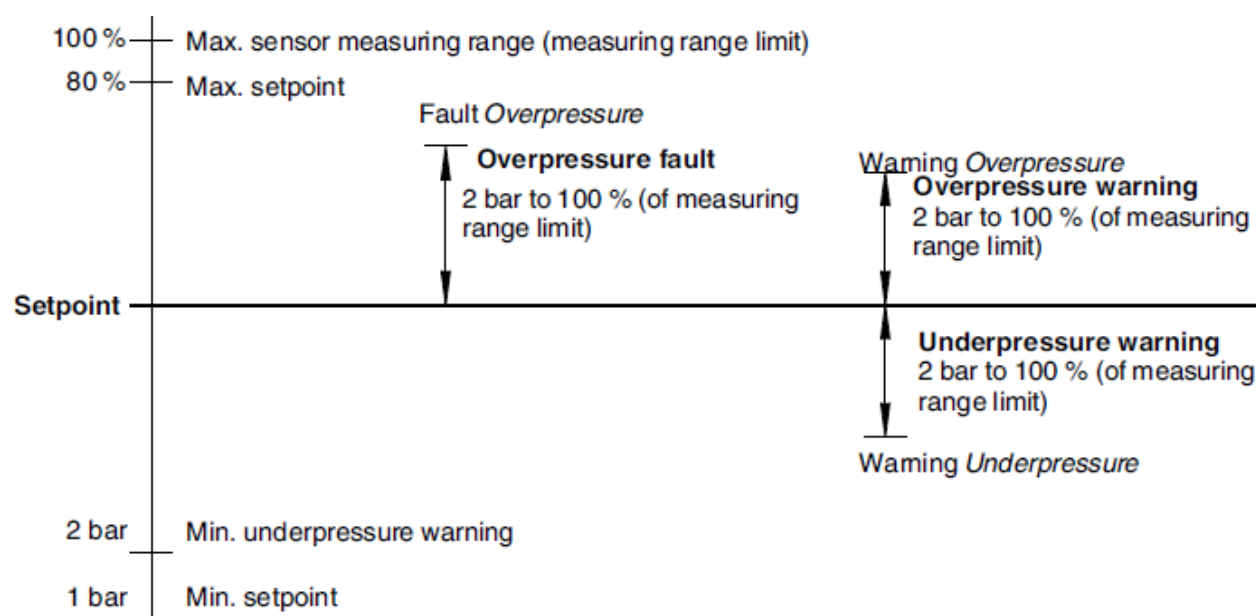 100 % Max. sensor measuring range (measuring range limit)
80 % Max. setpoint
Fault Overpressure
Overpressure fault
2 bar to 100 % (of measuring
range limit)
Warning Overpressure
Overpressure warning
2 bar to 100 % (of measuring
range limit)
Setpoint
Underpressure warning
2 bar to 100 % (of measuring
range limit)
Warning Underpressure
2 bar Min. underpressure warning
1 bar Min. setpoint